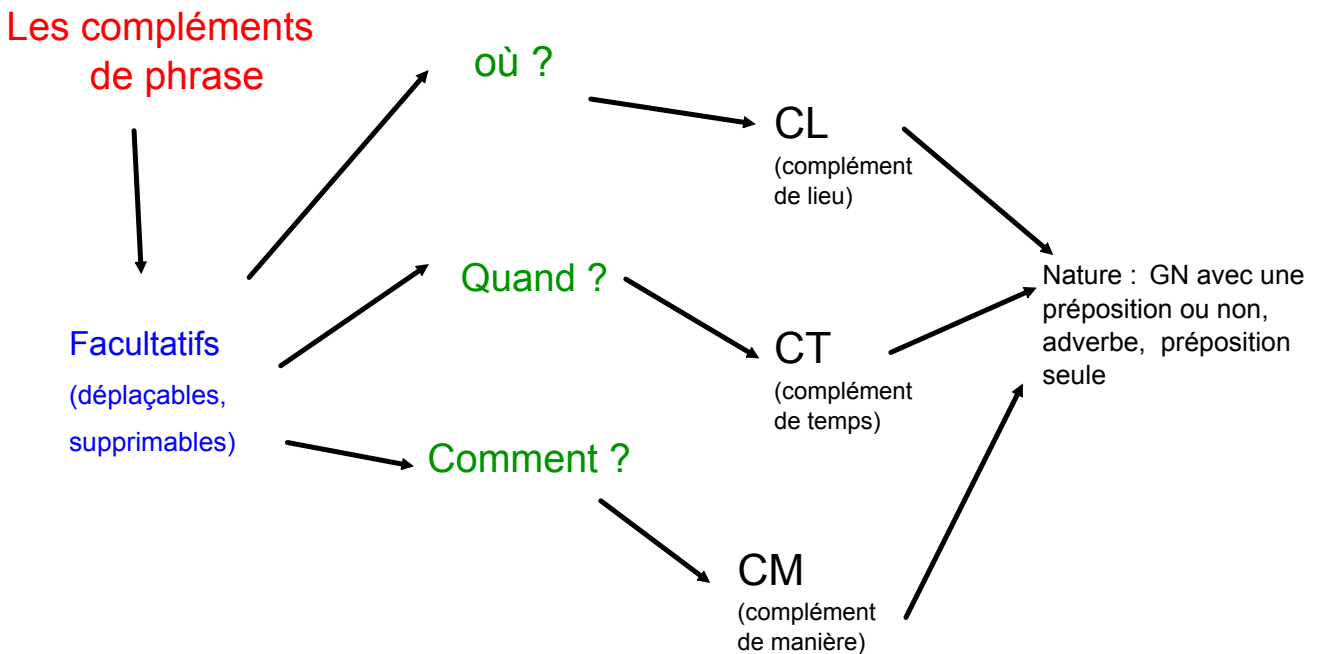 Les compléments
de phrase
Facultatifs
(déplaçables,
supprimables)
où ?
Quand ?
Comment ?
CL
(complément
de lieu)
CT
(complément
de temps)
CM
(complément
de manière)
Nature : GN avec une
préposition ou non,
adverbe, préposition
seule